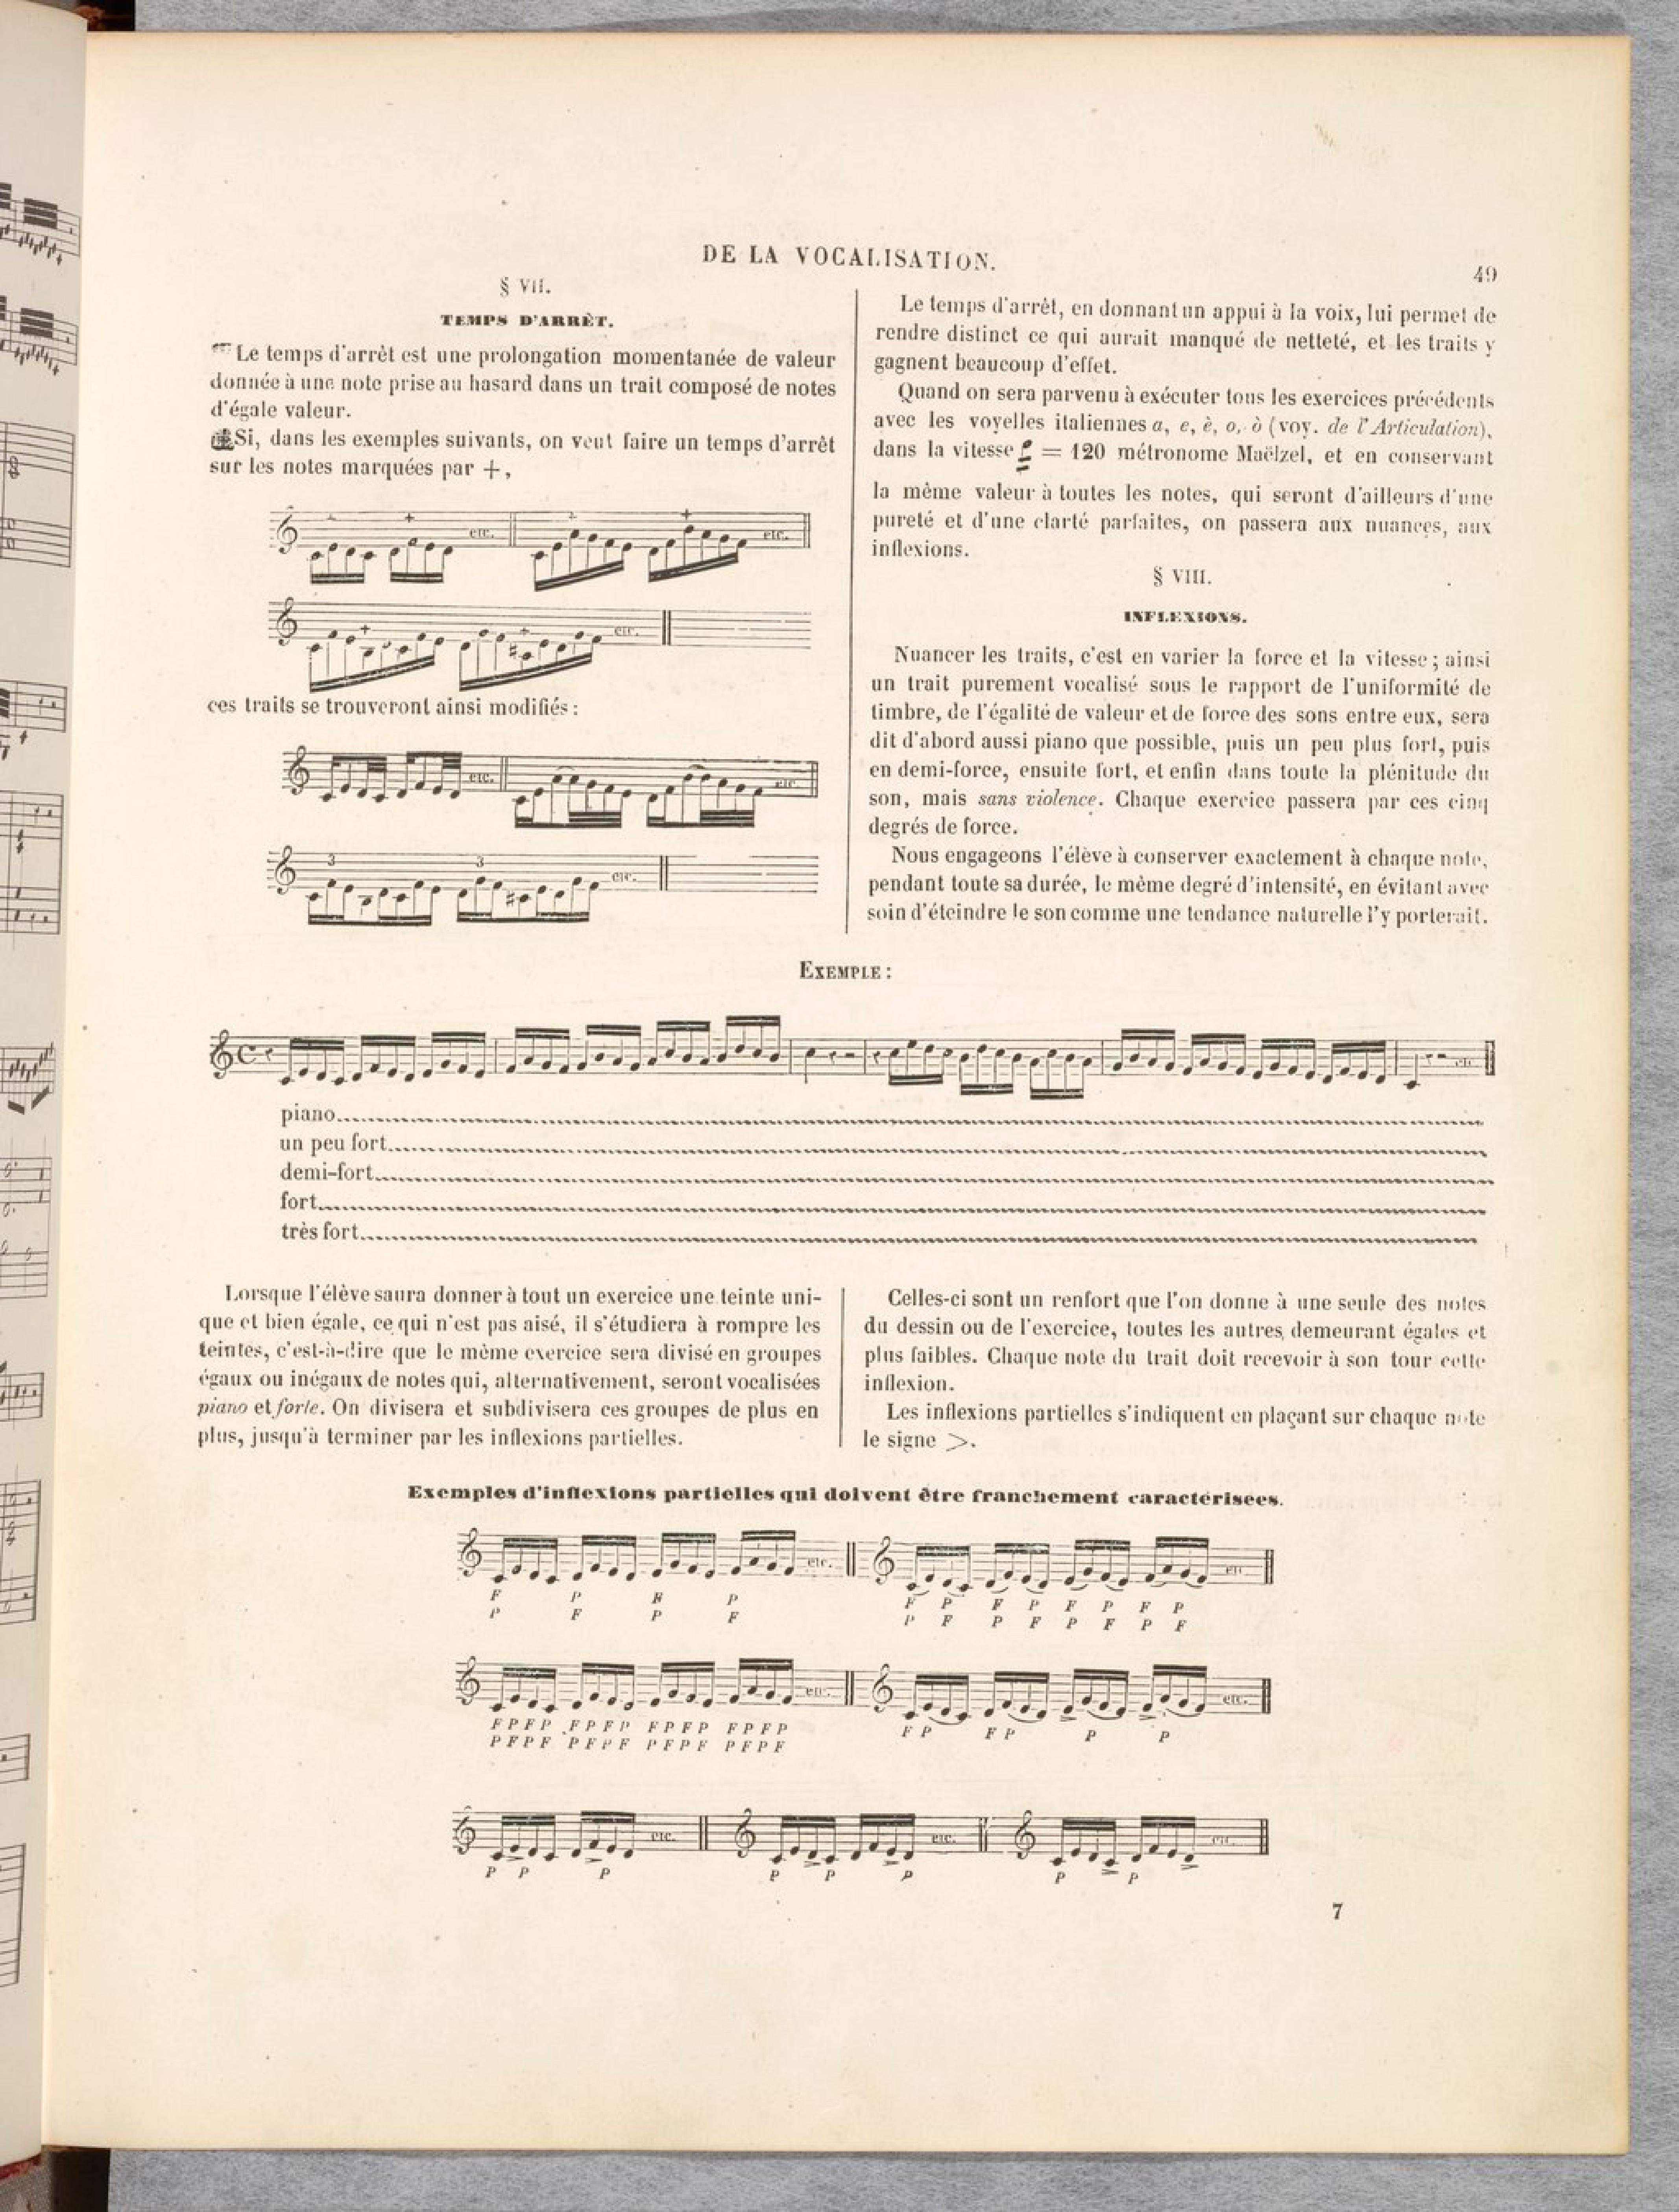 DE LA VOCALISATION.
49
§ VII.
TEMPS D'ARRÈT.
Le temps d'arrêt est une prolongation momentanée de valeur
donnée à une note prise au hasard dans un trait composé de notes
d'égale valeur.
Si, dans les exemples suivants, on veut faire un temps d'arrêt
sur les notes marquées par +,
etc. etc.
etc.
ces traits se trouveront ainsi modifiés :
etc. etc.
3 3 etc.
Le temps d'arrêt, en donnant un appui à la voix, lui permet de
rendre distinct ce qui aurait manqué de netteté, et les traits y
gagnent beaucoup d'effet.
Quand on sera parvenu à exécuter tous les exercices précédents
avec les voyelles italiennes a, e, è, o, ò (voy. de l'Articulation),
dans la vitesse = 120 métronome Maëlzel, et en conservant
la même valeur à toutes les notes, qui seront d'ailleurs d'une
pureté et d'une clarté parfaites, on passera aux nuances, aux
inflexions.
§ VIII.
INFLEXIONS.
Nuancer les traits, c'est en varier la force et la vitesse ; ainsi
un trait purement vocalisé sous le rapport de l'uniformité de
timbre, de l'égalité de valeur et de force des sons entre eux, sera
dit d'abord aussi piano que possible, puis un peu plus fort, puis
en demi-force, ensuite fort, et enfin dans toute la plénitude du
son, mais sans violence. Chaque exercice passera par ces cinq
degrés de force.
Nous engageons l'élève à conserver exactement à chaque note,
pendant toute sa durée, le même degré d'intensité, en évitant avec
soin d'éteindre le son comme une tendance naturelle l'y porterait.
EXEMPLE :
etc.
piano
un peu fort
demi-fort
fort
très fort
Lorsque l'élève saura donner à tout un exercice une teinte uni-
que et bien égale, ce qui n'est pas aisé, il s'étudiera à rompre les
teintes, c'est-à-dire que le même exercice sera divisé en groupes
égaux ou inégaux de notes qui, alternativement, seront vocalisées
piano et forte. On divisera et subdivisera ces groupes de plus en
plus, jusqu'à terminer par les inflexions partielles.
Celles-ci sont un renfort que l'on donne à une seule des notes
du dessin ou de l'exercice, toutes les autres demeurant égales et
plus faibles. Chaque note du trait doit recevoir à son tour cette
inflexion.
Les inflexions partielles s'indiquent en plaçant sur chaque note
le signe >.
Exemples d'inflexions partielles qui doivent être franchement caractérisées.
etc. etc.
F P F P F P F P F P F P
P F P F P F P F P F P F
etc. etc.
F P F P F P F P F P F P F P F P F P F P P P
P F P F P F P F P F P F P F P F
etc. etc. etc.
P P P P P P P P
7